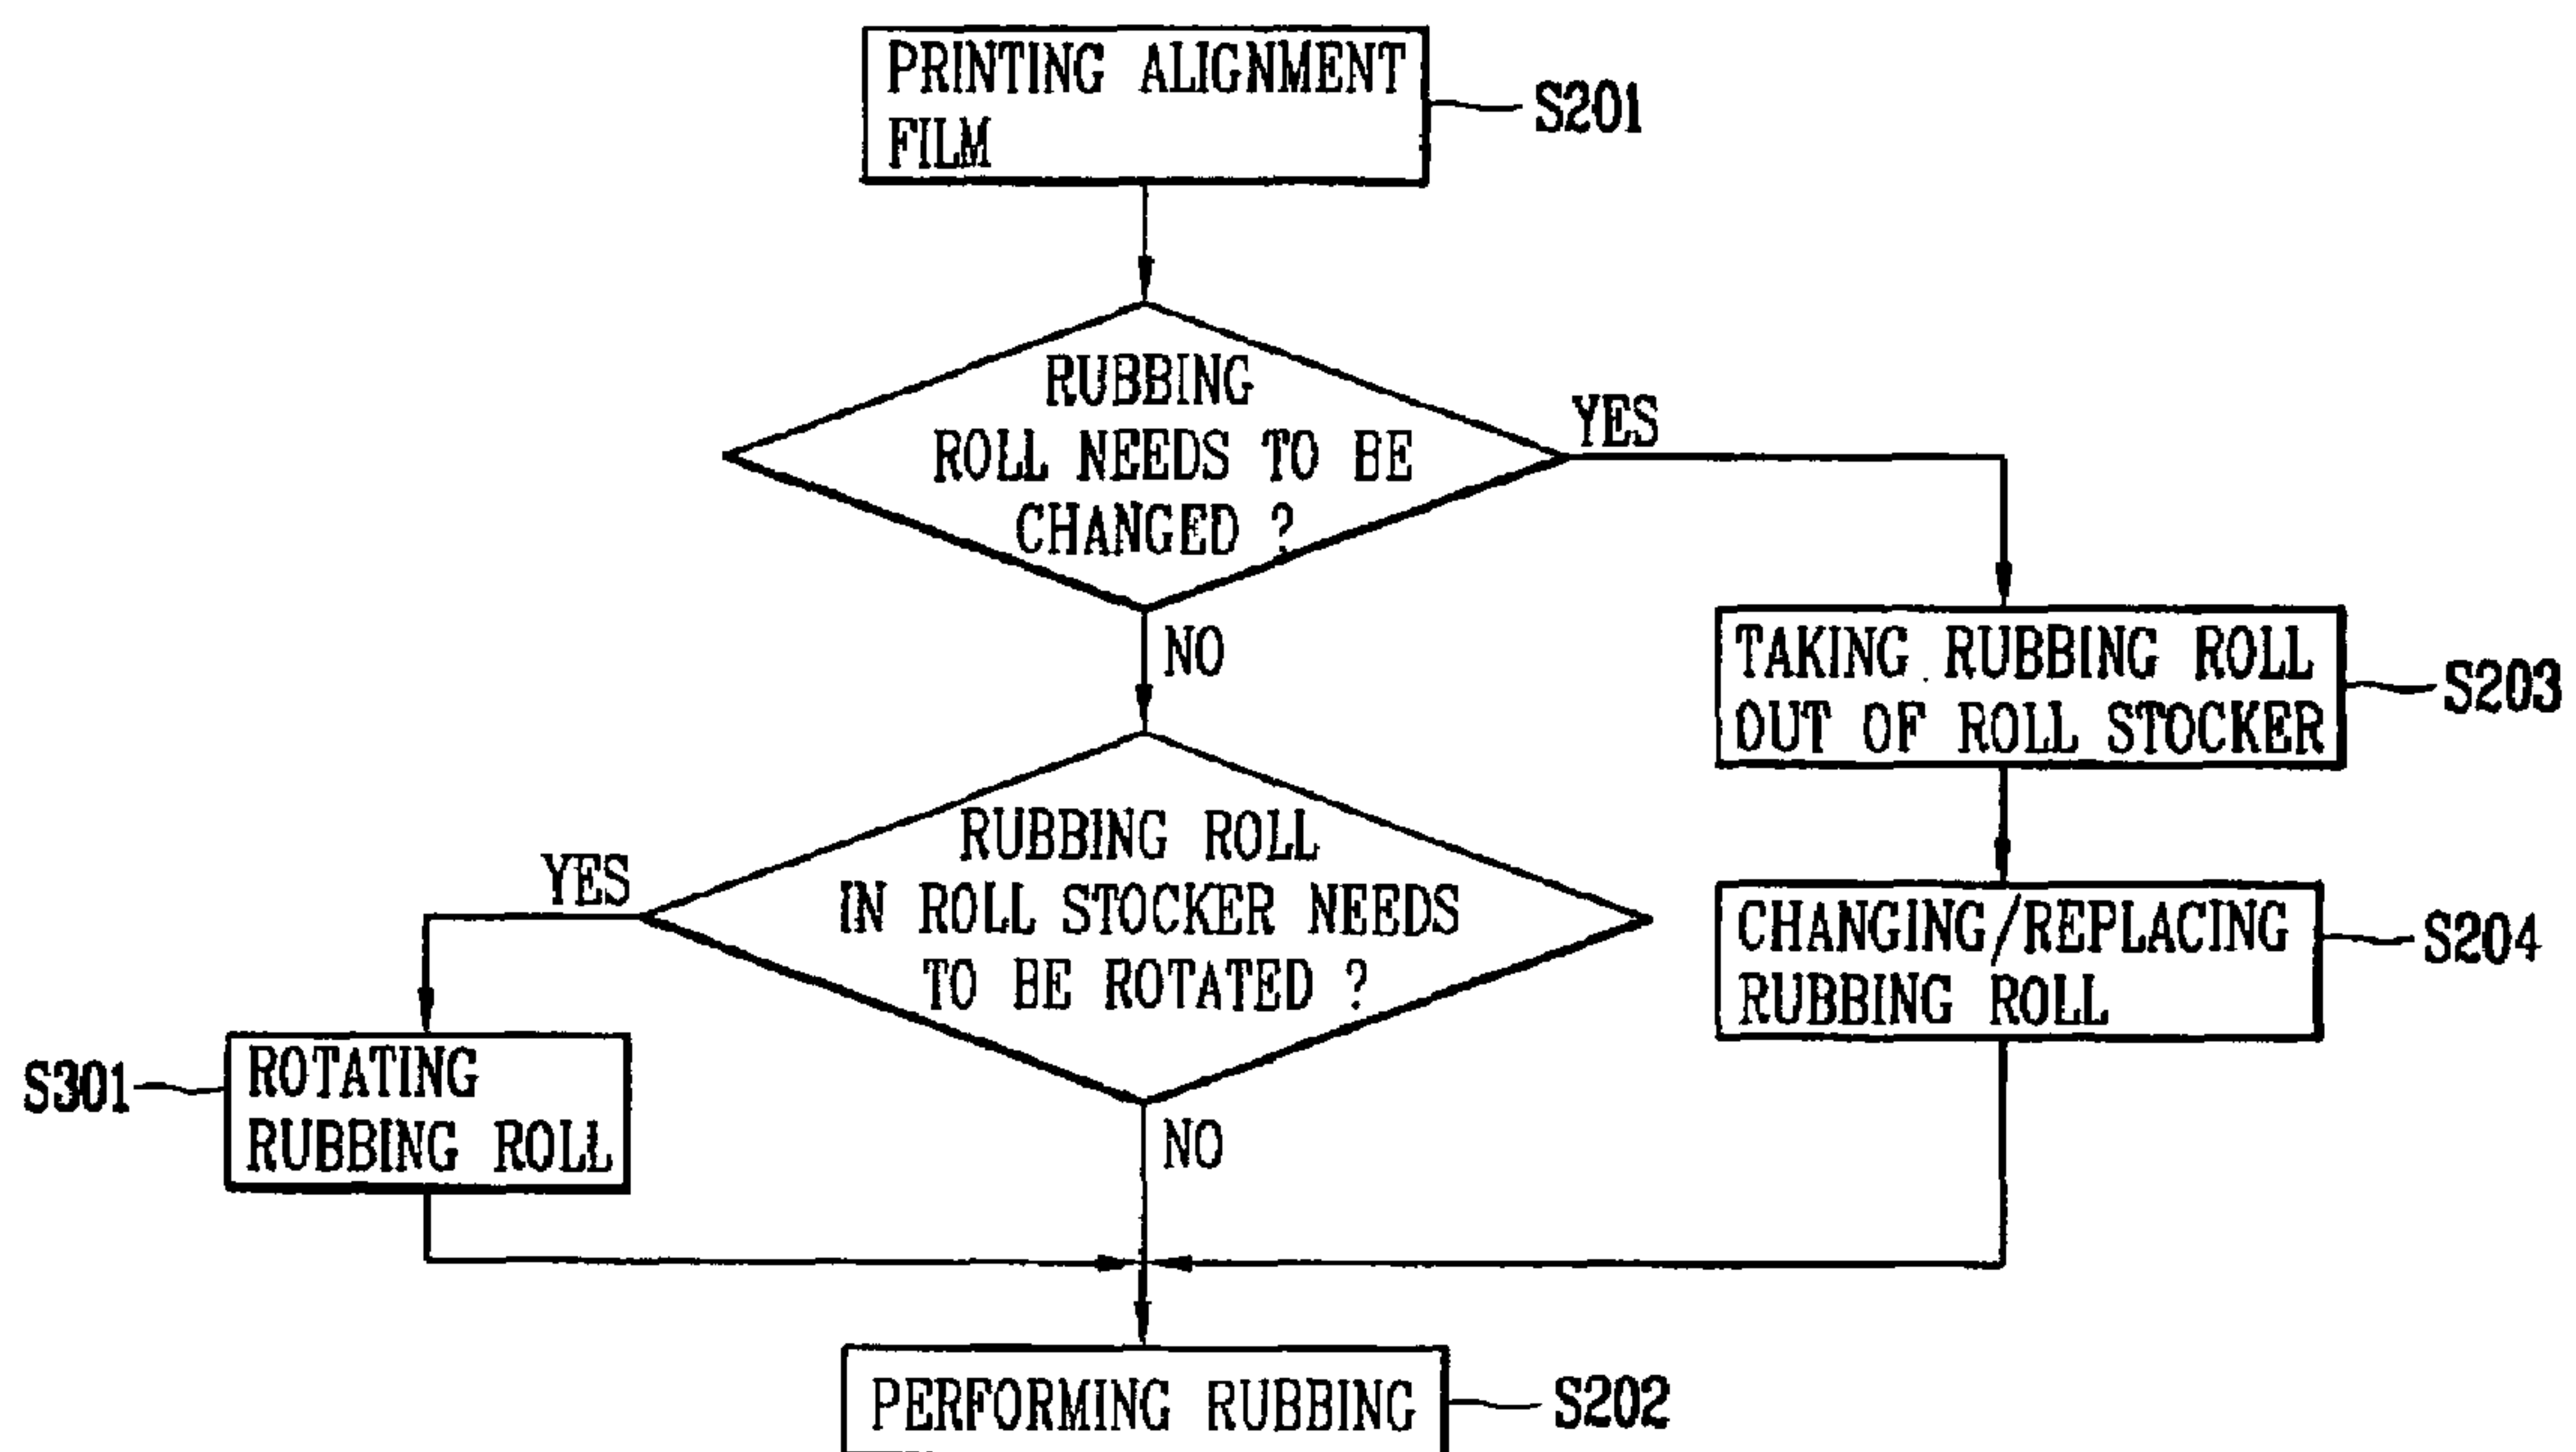 PRINTING ALIGNMENT
FILM
S201
RUBBING
ROLL NEEDS TO BE
CHANGED ?
YES
NO
TAKING RUBBING ROLL
OUT OF ROLL STOCKER
S203
RUBBING ROLL
IN ROLL STOCKER NEEDS
TO BE ROTATED ?
YES
NO
CHANGING/REPLACING
RUBBING ROLL
S204
S301
ROTATING
RUBBING ROLL
PERFORMING RUBBING
S202